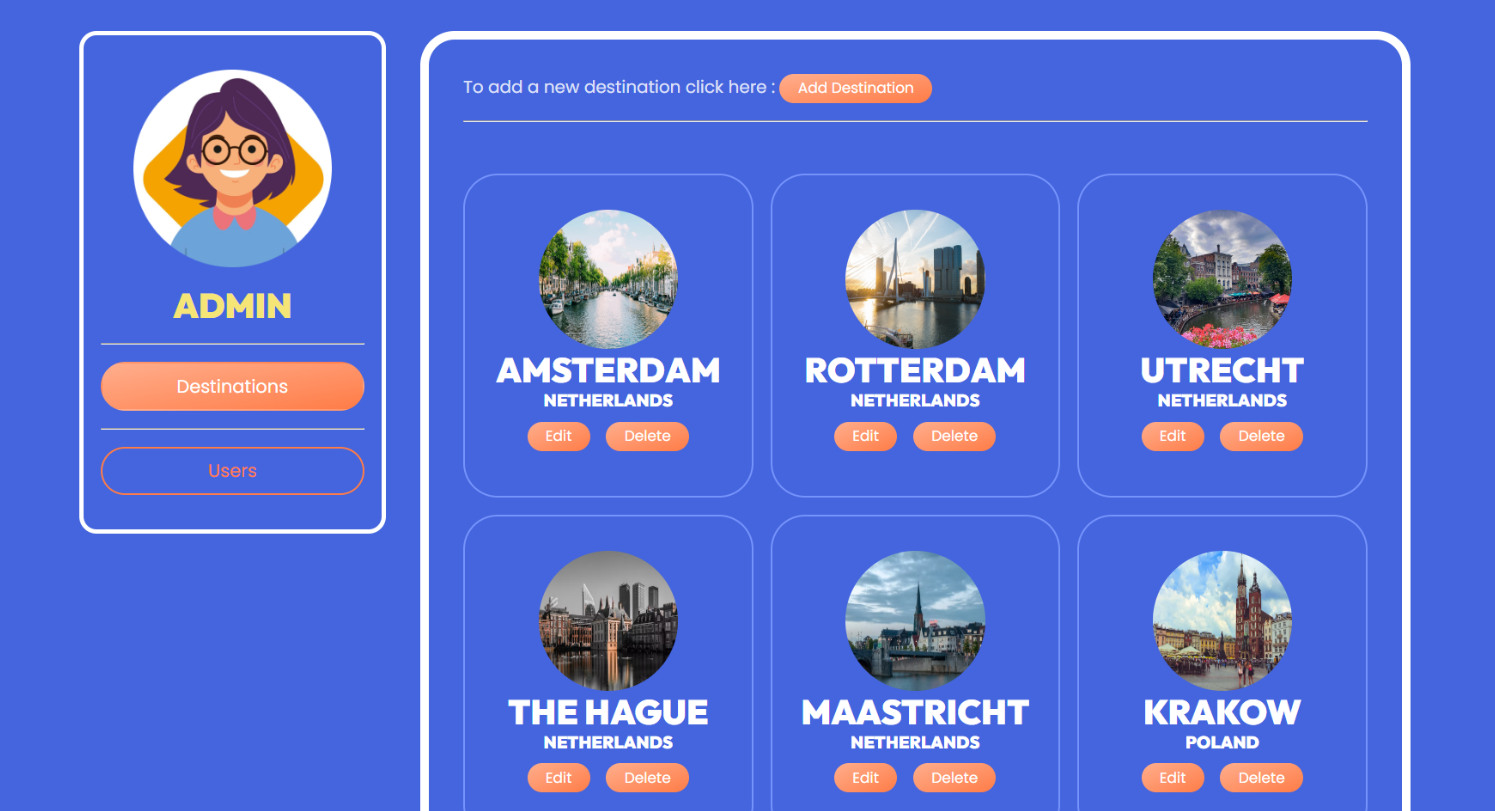 ADMIN
Destinations
Users
To add a new destination click here : Add Destination
AMSTERDAM
NETHERLANDS
Edit Delete
ROTTERDAM
NETHERLANDS
Edit Delete
UTRECHT
NETHERLANDS
Edit Delete
THE HAGUE
NETHERLANDS
Edit Delete
MAASTRICHT
NETHERLANDS
Edit Delete
KRAKOW
POLAND
Edit Delete